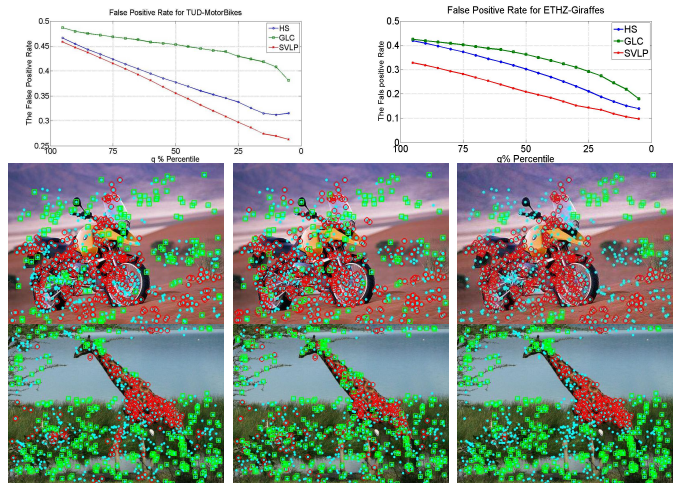 False Positive Rate for TUD-MotorBikes
The False Positive Rate
0.5
0.45
0.4
0.35
0.3
0.25
100
75
50
25
0
q % Percentile
HS
GLC
SVLP
False Positive Rate for ETHZ-Giraffes
The Fals positive Rate
0.5
0.4
0.3
0.2
0.1
0
100
75
50
25
0
q% Percentile
HS
GLC
SVLP